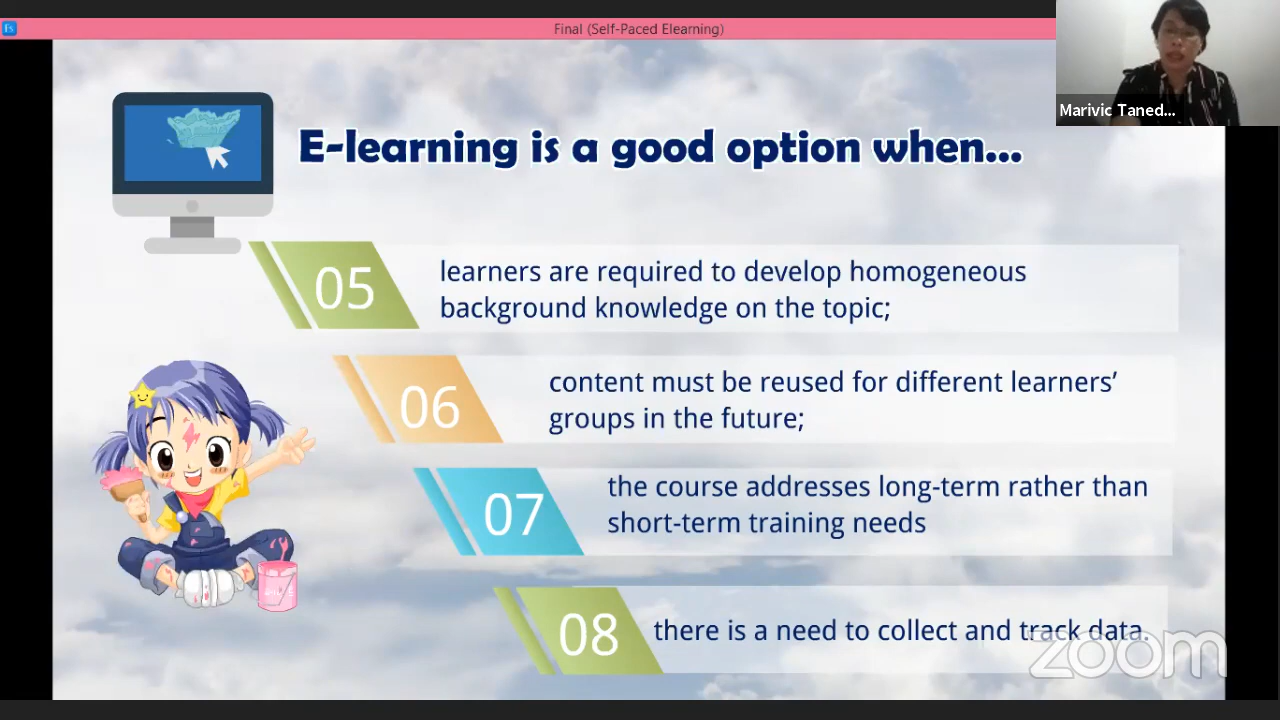 Final (Self-Paced Elearning)
Marivic Taned...
E-learning is a good option when...
05
learners are required to develop homogeneous
background knowledge on the topic;
06
content must be reused for different learners’
groups in the future;
07
the course addresses long-term rather than
short-term training needs
08
there is a need to collect and track data.
zoom